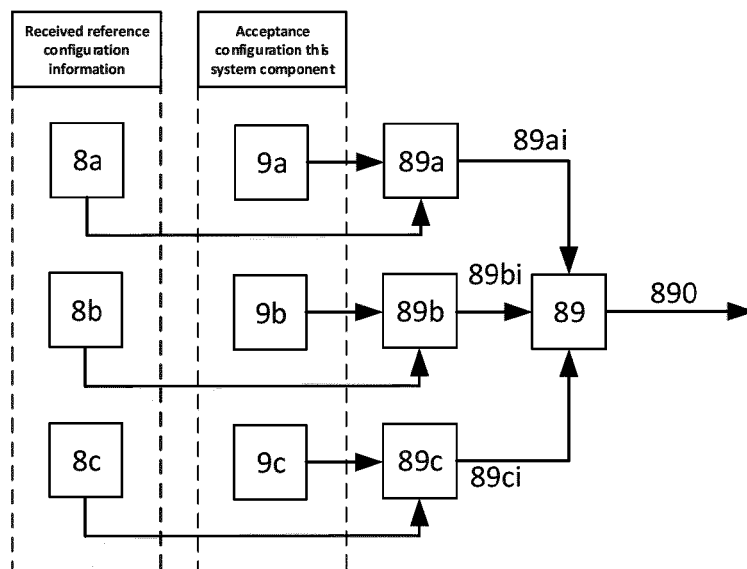 Received reference
configuration
information
Acceptance
configuration this
system component
8a
9a
89a
89ai
8b
9b
89b
89bi
89
890
8c
9c
89c
89ci